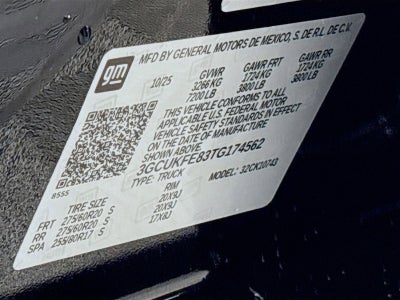 gm
MFD BY GENERAL MOTORS DE MEXICO, S. DE R.L. DE C.V.
10/25 GVWR GAWR FRT GAWR RR
3266 KG 1724 KG 1724 KG
7200 LB 3800 LB 3800 LB
THIS VEHICLE CONFORMS TO ALL
APPLICABLE U.S. FEDERAL MOTOR
VEHICLE SAFETY STANDARDS IN EFFECT
ON THE DATE OF MANUFACTURE
SHOWN ABOVE.
3GCUKFE83TG174562
TYPE: TRUCK MODEL: 32CK10743
8555
TIRE SIZE RIM
FRT 275/60R20 S 20X9J
RR 275/60R20 S 20X9J
SPA 255/80R17 S 17X8J